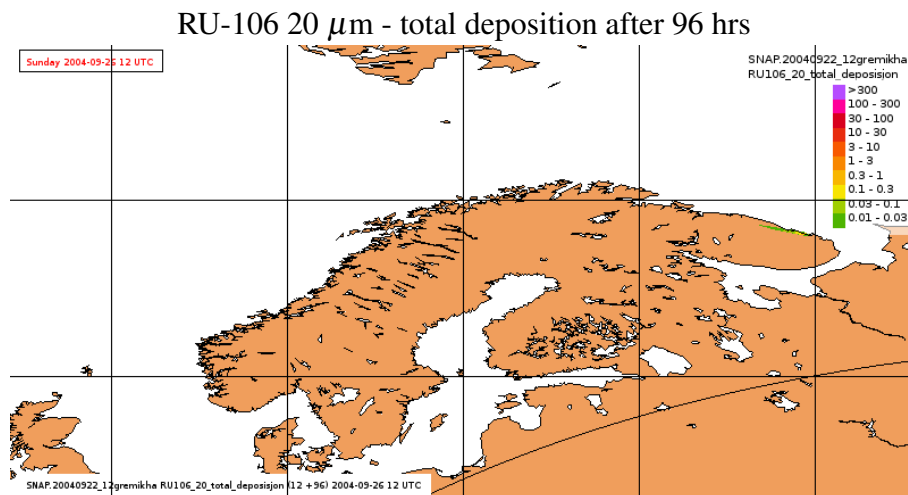 RU-106 20 μm - total deposition after 96 hrs
Sunday 2004-09-26 12 UTC
SNAP.20040922_12gremikha
RU106_20_total_deposisjon
>300
100 - 300
30 - 100
10 - 30
3 - 10
1 - 3
0.3 - 1
0.1 - 0.3
0.03 - 0.1
0.01 - 0.03
SNAP.20040922_12gremikha RU106_20_total_deposisjon (12 +96) 2004-09-26 12 UTC